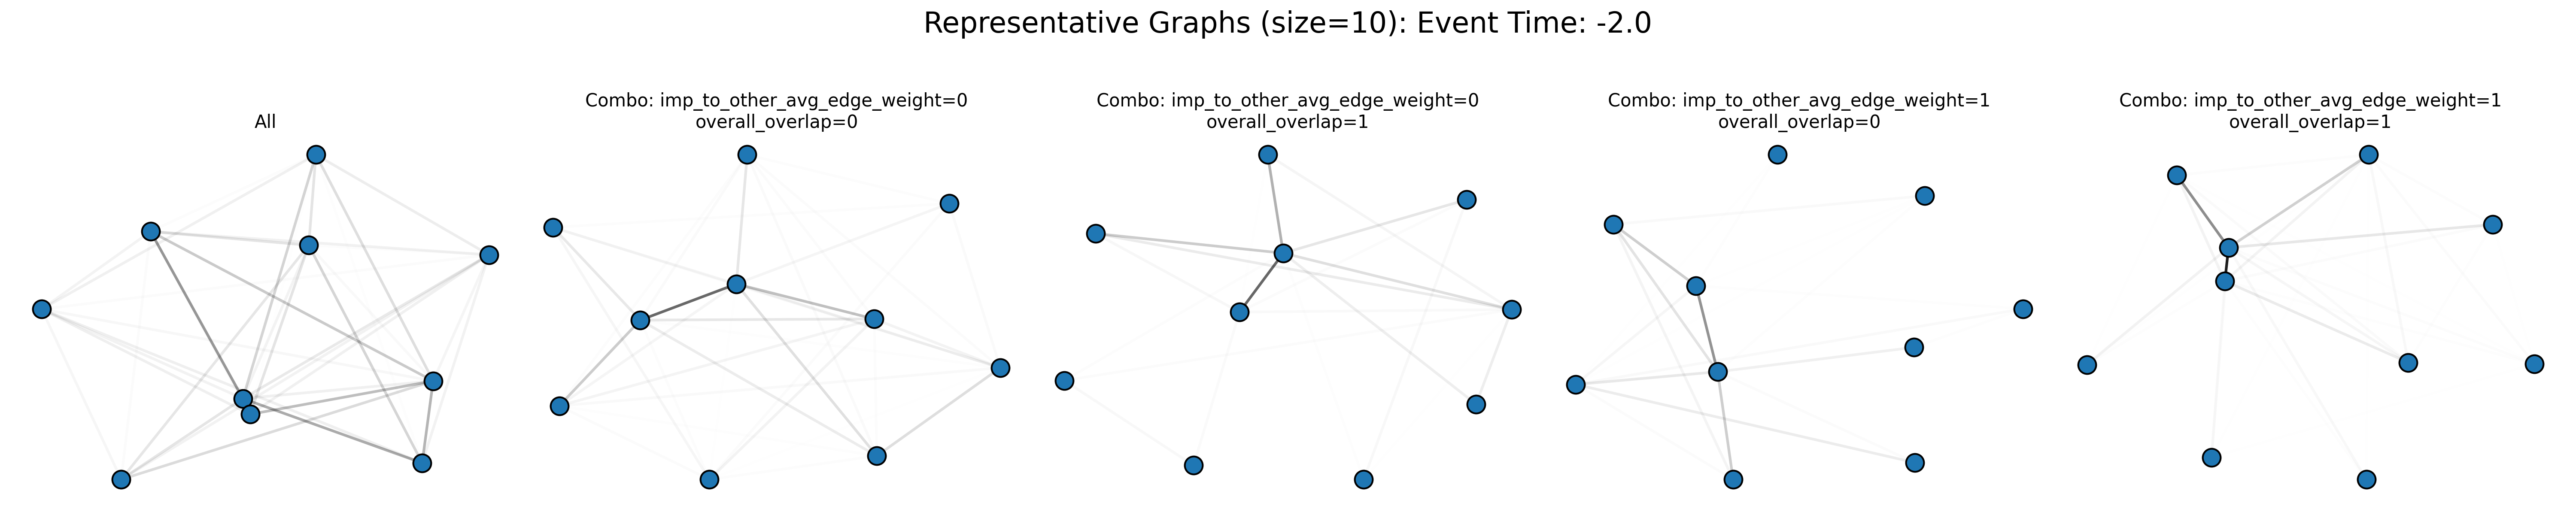 Representative Graphs (size=10): Event Time: -2.0
All
Combo: imp_to_other_avg_edge_weight=0
overall_overlap=0
Combo: imp_to_other_avg_edge_weight=0
overall_overlap=1
Combo: imp_to_other_avg_edge_weight=1
overall_overlap=0
Combo: imp_to_other_avg_edge_weight=1
overall_overlap=1